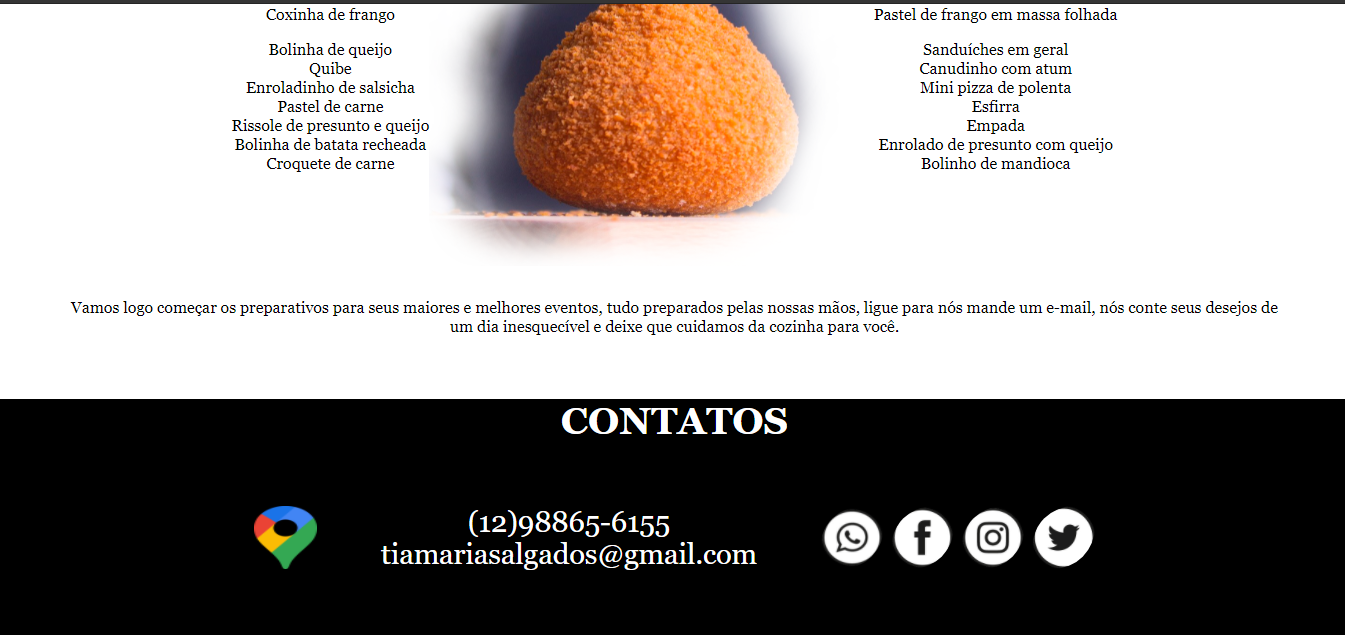 Coxinha de frango
Bolinha de queijo
Quibe
Enroladinho de salsicha
Pastel de carne
Rissole de presunto e queijo
Bolinha de batata recheada
Croquete de carne
Pastel de frango em massa folhada
Sanduíches em geral
Canudinho com atum
Mini pizza de polenta
Esfirra
Empada
Enrolado de presunto com queijo
Bolinho de mandioca
Vamos logo começar os preparativos para seus maiores e melhores eventos, tudo preparados pelas nossas mãos, ligue para nós mande um e-mail, nós conte seus desejos de
um dia inesquecível e deixe que cuidamos da cozinha para você.
CONTATOS
(12)98865-6155
tiamariasalgados@gmail.com